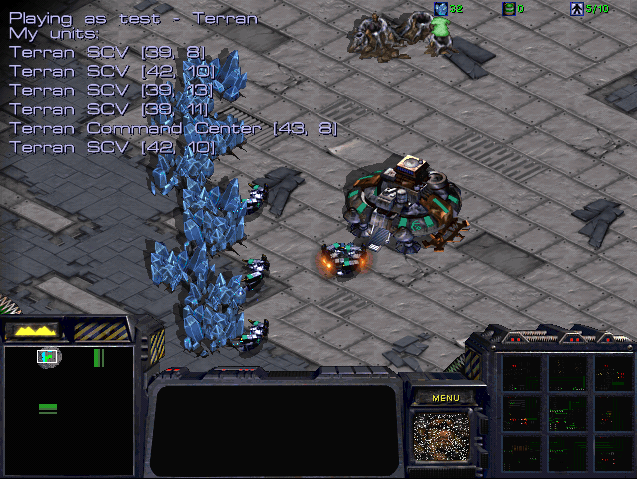 Playing as test - Terran
32 0 5/10
My units:
Terran SCV [39, 8]
Terran SCV [42, 10]
Terran SCV [39, 13]
Terran SCV [39, 11]
Terran Command Center [43, 8]
Terran SCV [42, 10]
MENU